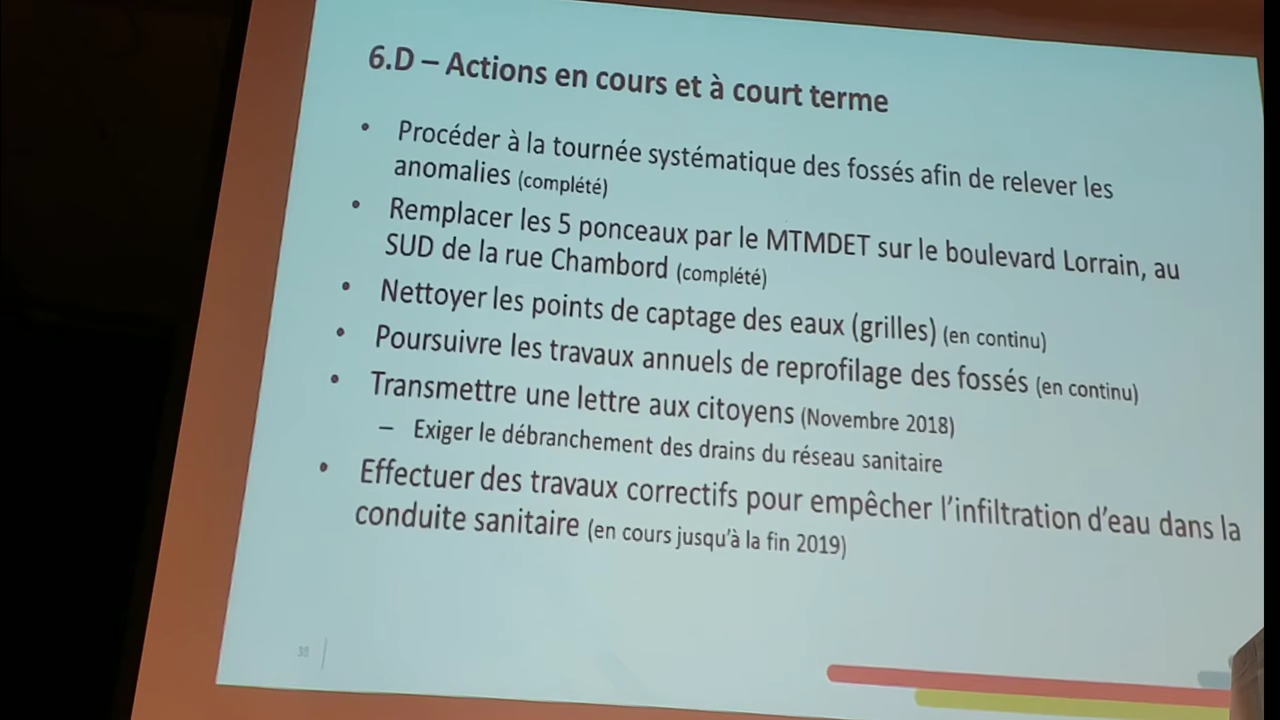 6.D – Actions en cours et à court terme
• Procéder à la tournée systématique des fossés afin de relever les
anomalies (complété)
• Remplacer les 5 ponceaux par le MTMDET sur le boulevard Lorrain, au
SUD de la rue Chambord (complété)
• Nettoyer les points de captage des eaux (grilles) (en continu)
• Poursuivre les travaux annuels de reprofilage des fossés (en continu)
• Transmettre une lettre aux citoyens (Novembre 2018)
– Exiger le débranchement des drains du réseau sanitaire
• Effectuer des travaux correctifs pour empêcher l'infiltration d'eau dans la
conduite sanitaire (en cours jusqu'à la fin 2019)